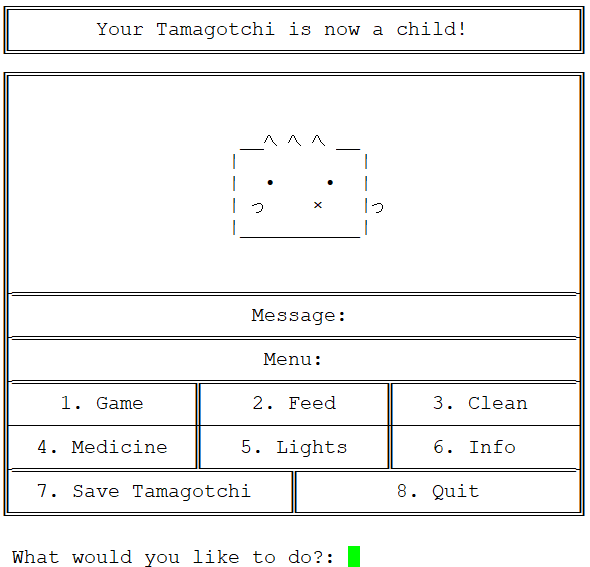 Your Tamagotchi is now a child!
Message:
Menu:
1. Game 2. Feed 3. Clean
4. Medicine 5. Lights 6. Info
7. Save Tamagotchi 8. Quit
What would you like to do?: